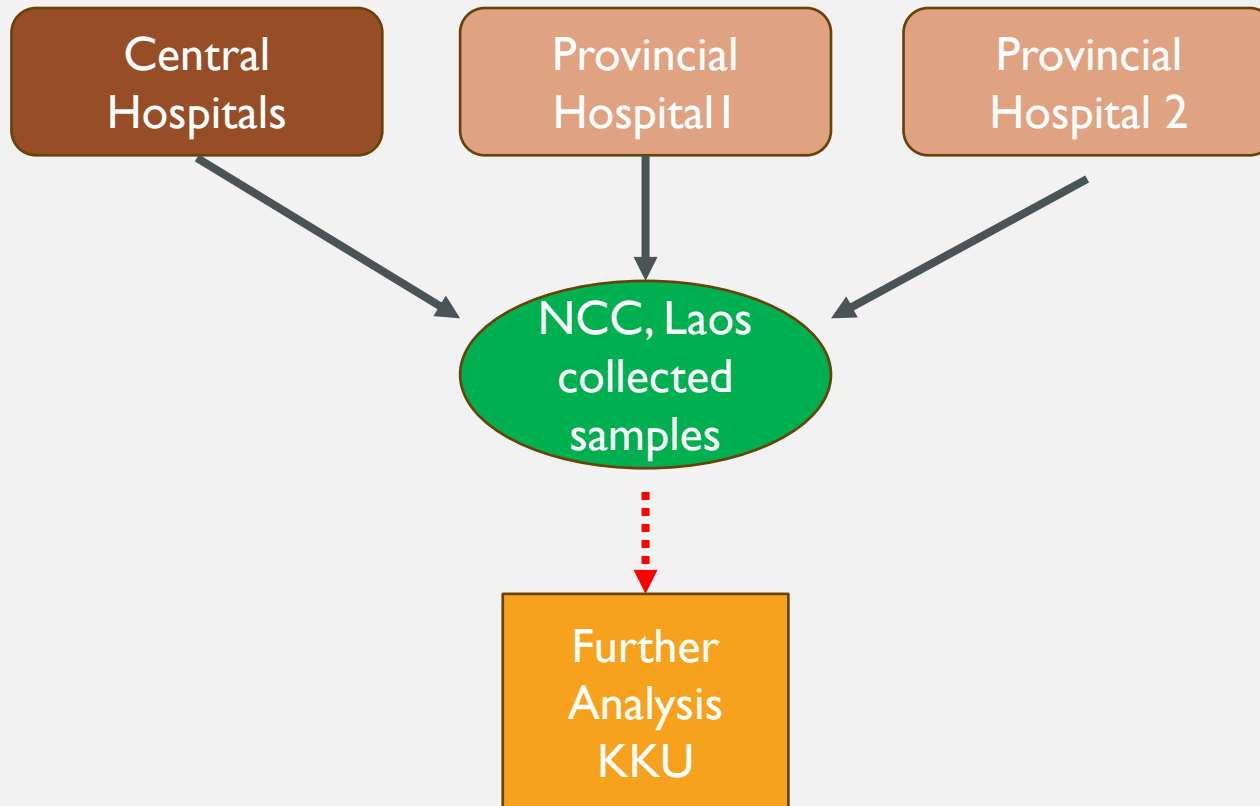 Central
Hospitals
Provincial
Hospital1
Provincial
Hospital 2
NCC, Laos
collected
samples
Further
Analysis
KKU